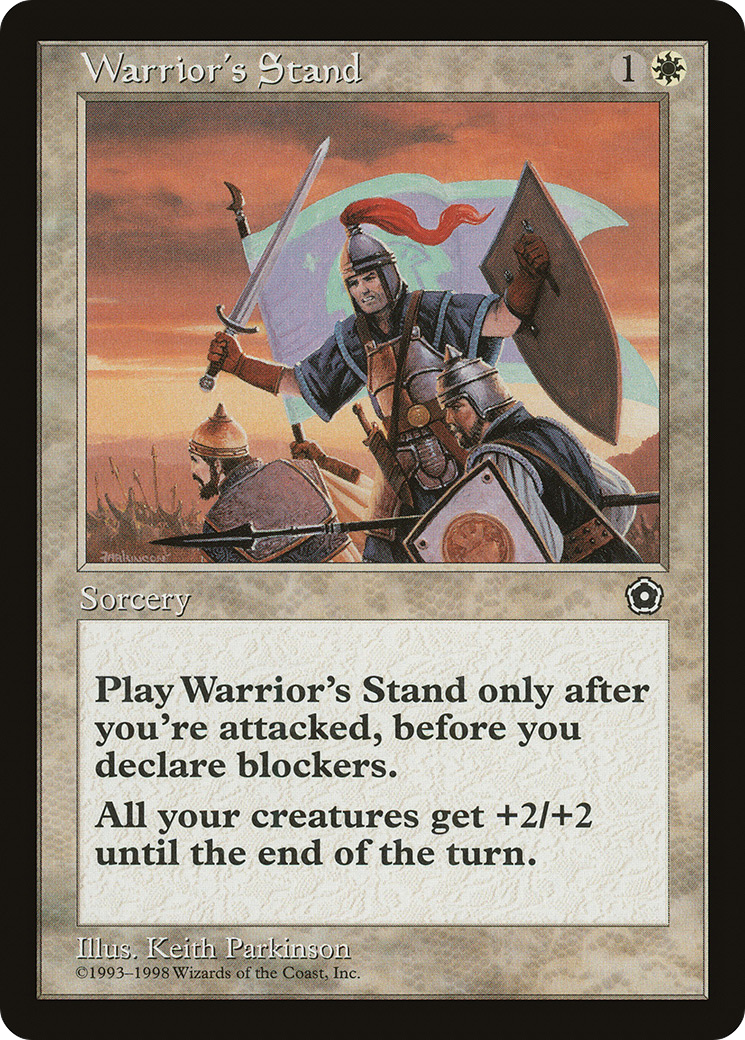 Warrior's Stand 1
PARKINSON
Sorcery
Play Warrior's Stand only after
you're attacked, before you
declare blockers.
All your creatures get +2/+2
until the end of the turn.
Illus. Keith Parkinson
©1993–1998 Wizards of the Coast, Inc.